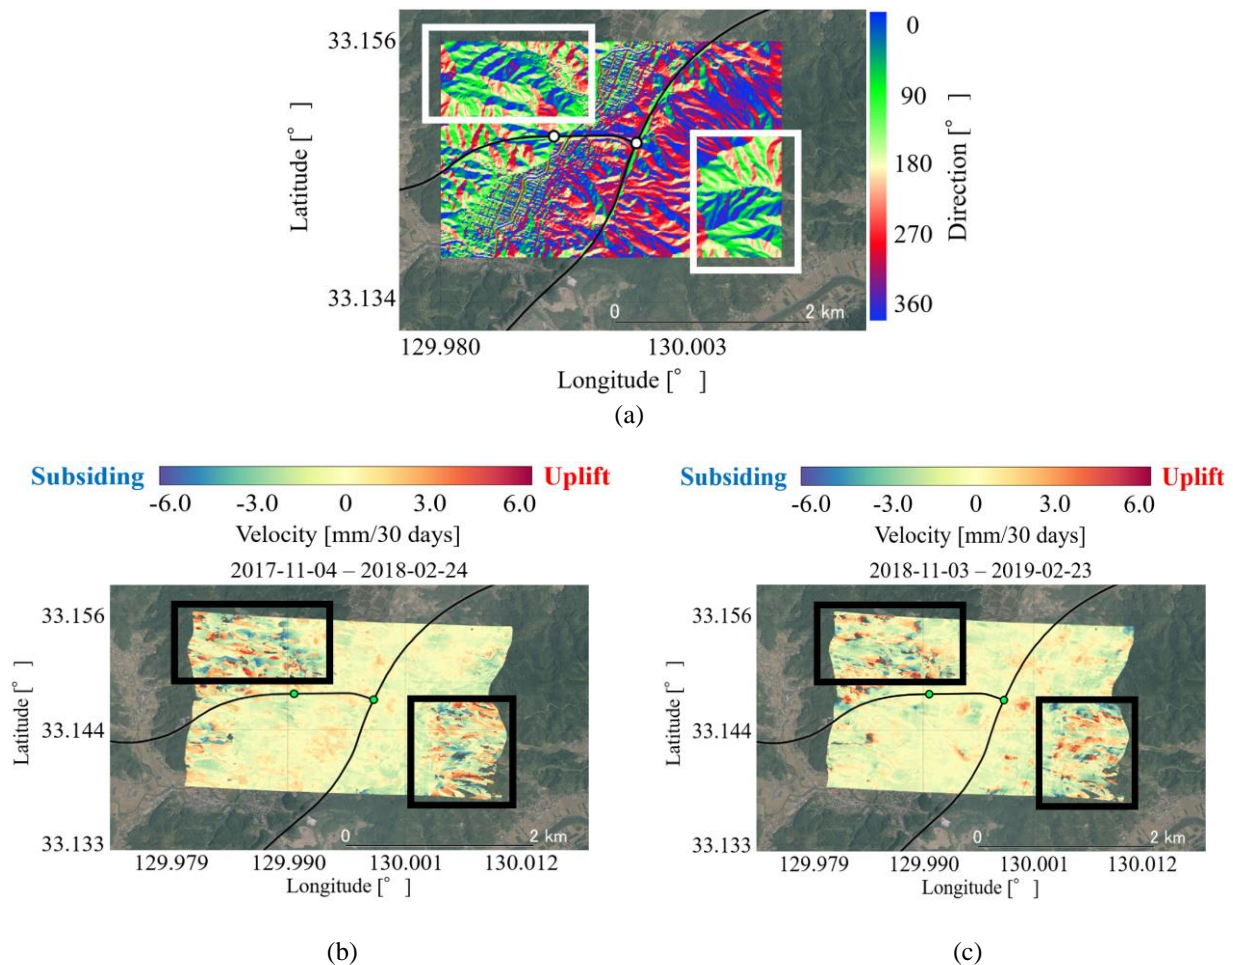 33.156
33.134
Latitude [° ]
129.980 130.003
Longitude [° ]
0 2 km
0
90
180
270
360
Direction [° ]
(a)
Subsiding Uplift
-6.0 -3.0 0 3.0 6.0
Velocity [mm/30 days]
2017-11-04 – 2018-02-24
33.156
33.144
33.133
Latitude [° ]
0 2 km
129.979 129.990 130.001 130.012
Longitude [° ]
(b)
Subsiding Uplift
-6.0 -3.0 0 3.0 6.0
Velocity [mm/30 days]
2018-11-03 – 2019-02-23
33.156
33.144
33.133
Latitude [° ]
0 2 km
129.979 129.990 130.001 130.012
Longitude [° ]
(c)